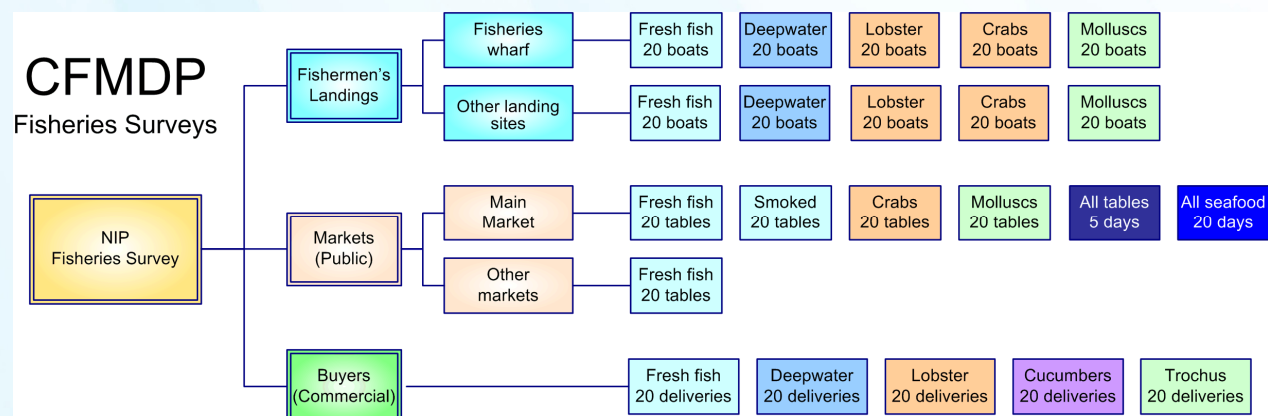 CFMDP
Fisheries Surveys
NIP
Fisheries Survey
Fishermen's
Landings
Fisheries
wharf
Fresh fish
20 boats
Deepwater
20 boats
Lobster
20 boats
Crabs
20 boats
Molluscs
20 boats
Other landing
sites
Fresh fish
20 boats
Deepwater
20 boats
Lobster
20 boats
Crabs
20 boats
Molluscs
20 boats
Markets
(Public)
Main
Market
Fresh fish
20 tables
Smoked
20 tables
Crabs
20 tables
Molluscs
20 tables
All tables
5 days
All seafood
20 days
Other
markets
Fresh fish
20 tables
Buyers
(Commercial)
Fresh fish
20 deliveries
Deepwater
20 deliveries
Lobster
20 deliveries
Cucumbers
20 deliveries
Trochus
20 deliveries